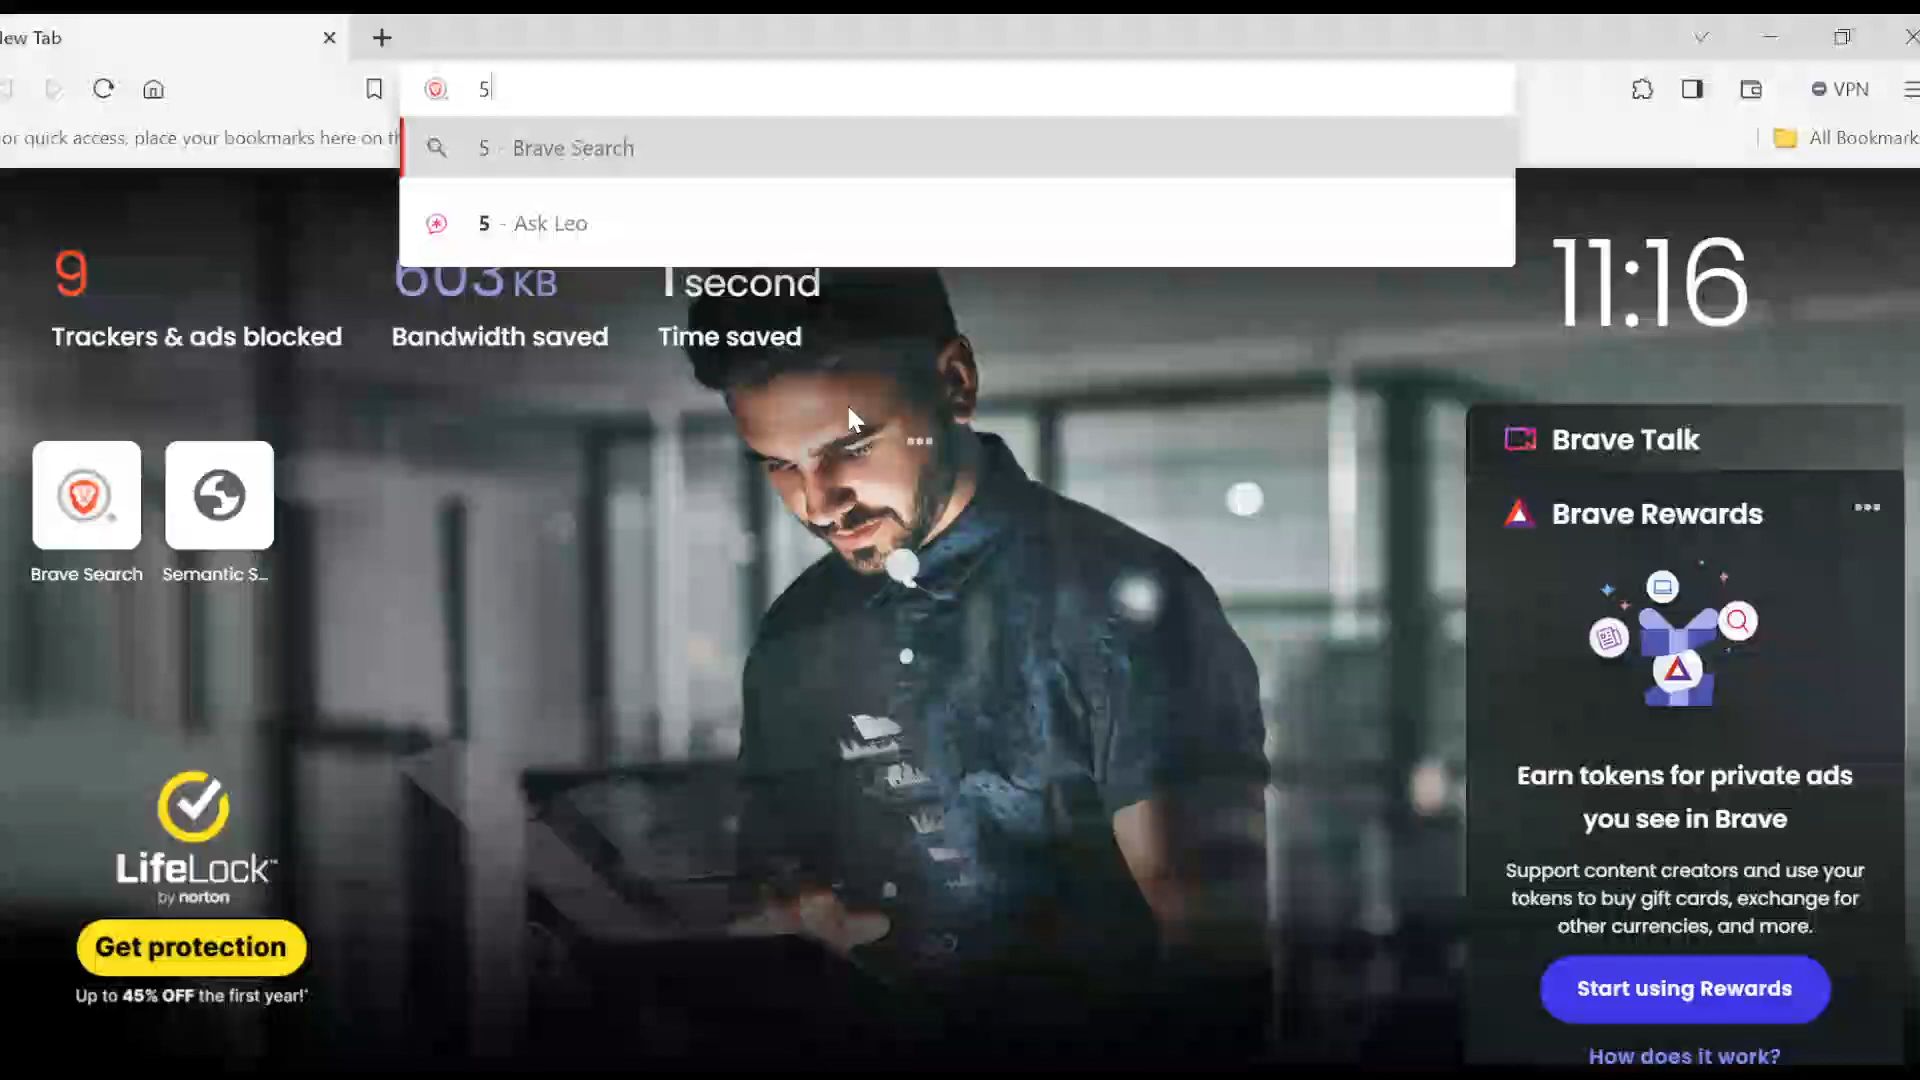 ew Tab
5
VPN
or quick access, place your bookmarks here on th
All Bookmark
5 - Brave Search
5 - Ask Leo
9
603 KB
1 second
Trackers & ads blocked
Bandwidth saved
Time saved
11:16
Brave Talk
Brave Rewards
Brave Search
Semantic S...
Earn tokens for private ads
you see in Brave
Support content creators and use your
tokens to buy gift cards, exchange for
other currencies, and more.
Start using Rewards
How does it work?
LifeLock™
by norton
Get protection
Up to 45% OFF the first year!*